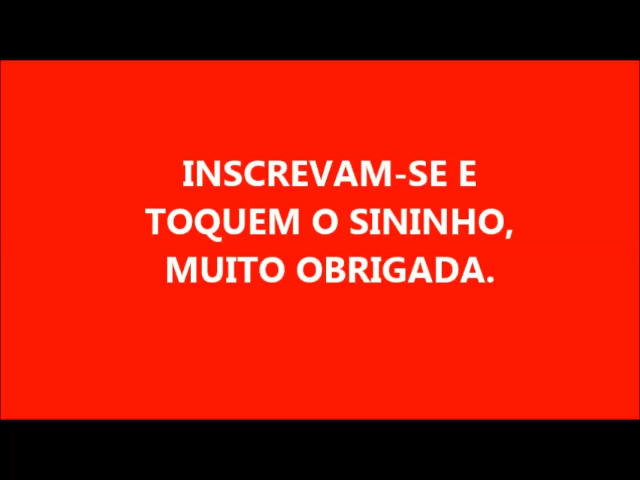 INSCREVAM-SE E
TOQUEM O SININHO,
MUITO OBRIGADA.